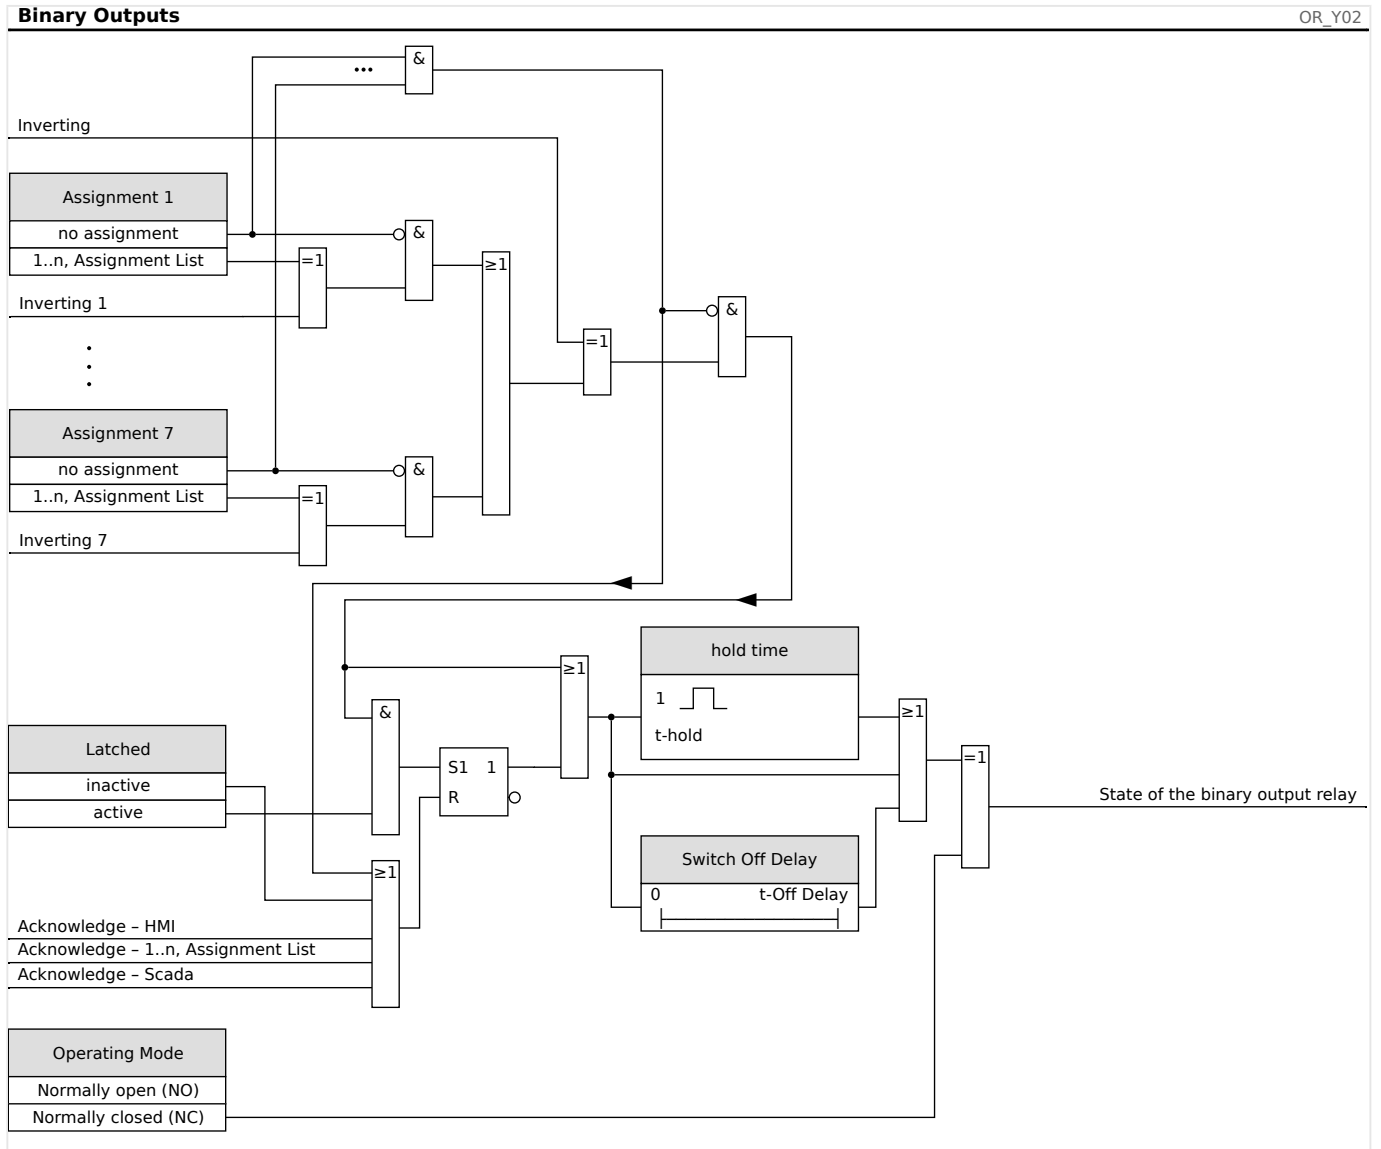 Binary Outputs
OR_Y02
&
...
Inverting
Assignment 1
no assignment
&
1..n, Assignment List
=1
≥1
Inverting 1
&
=1
Assignment 7
no assignment
&
1..n, Assignment List
=1
Inverting 7
hold time
≥1
1
t-hold
&
≥1
Latched
inactive
active
S1 1
R
=1
State of the binary output relay
Switch Off Delay
0 t-Off Delay
≥1
Acknowledge – HMI
Acknowledge – 1..n, Assignment List
Acknowledge – Scada
Operating Mode
Normally open (NO)
Normally closed (NC)